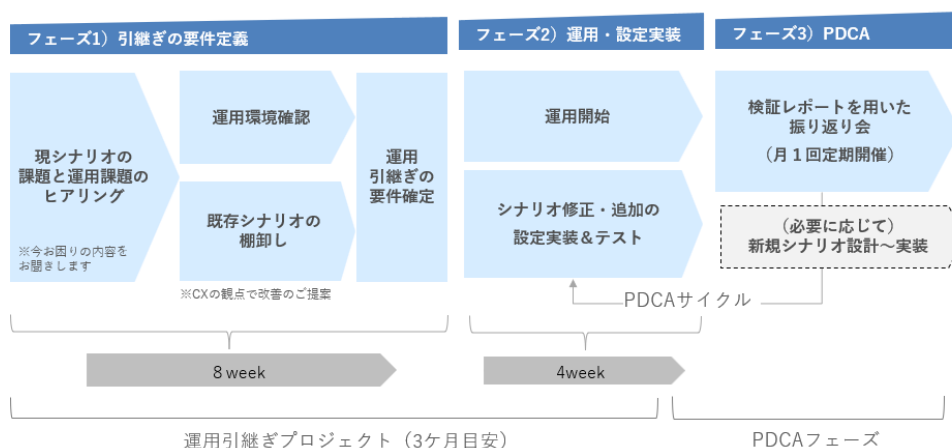 フェーズ1）引継ぎの要件定義
フェーズ2）運用・設定実装
フェーズ3）PDCA
現シナリオの
課題と運用課題の
ヒアリング
※今お困りの内容を
お聞きします
運用環境確認
既存シナリオの
棚卸し
※CXの観点で改善のご提案
運用
引継ぎの
要件確定
運用開始
シナリオ修正・追加の
設定実装＆テスト
検証レポートを用いた
振り返り会
（月１回定期開催）
（必要に応じて）
新規シナリオ設計～実装
PDCAサイクル
8 week
4week
運用引継ぎプロジェクト（3ケ月目安）
PDCAフェーズ